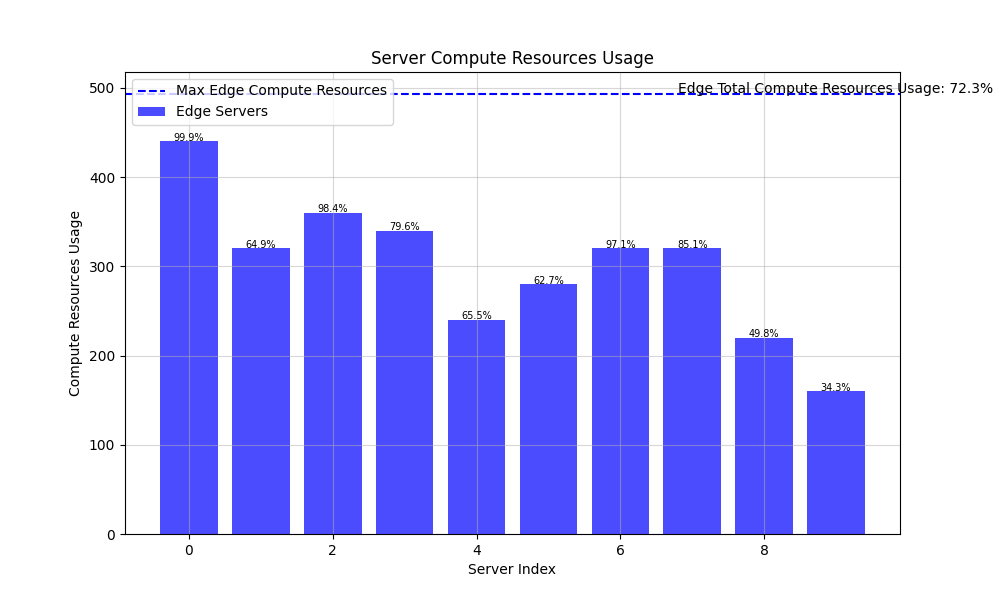 Server Compute Resources Usage
Max Edge Compute Resources
Edge Servers
Edge Total Compute Resources Usage: 72.3%
99.9%
64.9%
98.4%
79.6%
65.5%
62.7%
97.1%
85.1%
49.8%
34.3%
500
400
300
200
100
0
Compute Resources Usage
0 2 4 6 8
Server Index